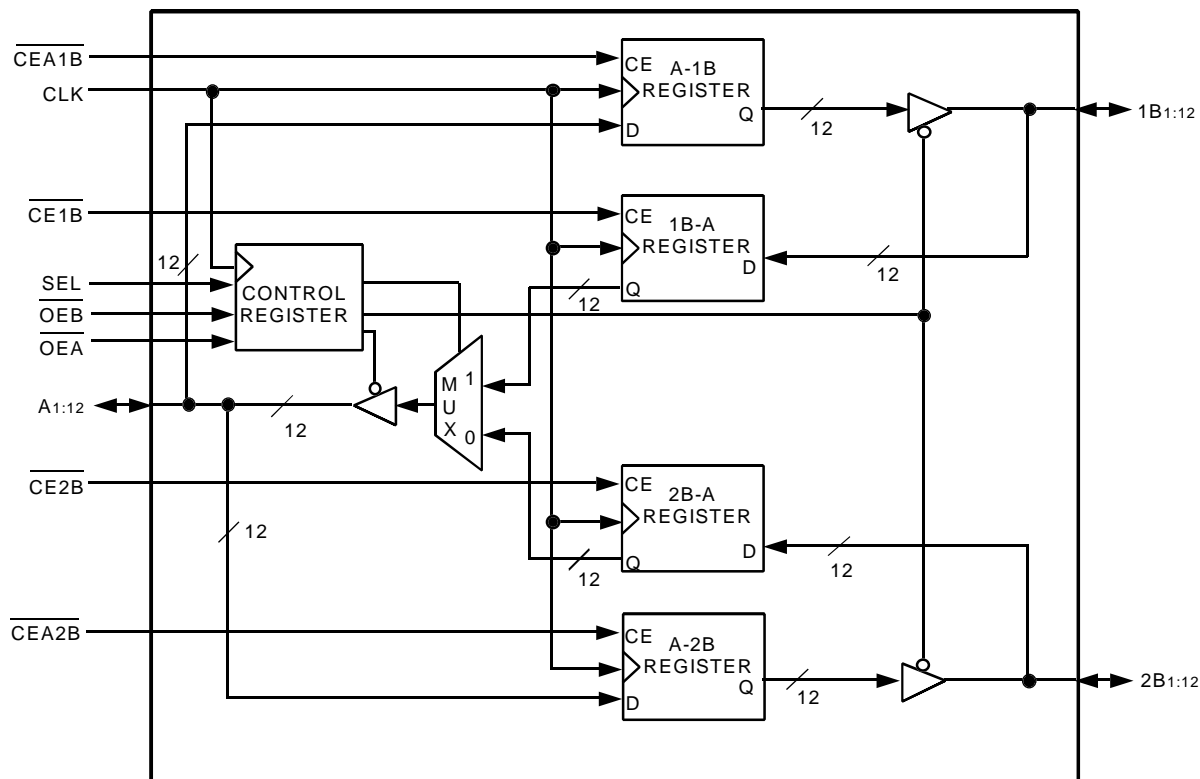 CEA1B
CLK
CE A-1B
REGISTER
D Q
12
1B1:12
CE1B
CE 1B-A
REGISTER
D
Q
12
12
12
SEL
OEB
OEA
CONTROL
REGISTER
A1:12
12
MUX
1
0
CE2B
CE 2B-A
REGISTER
D
Q
12
12
12
CEA2B
CE A-2B
REGISTER
D Q
12
2B1:12